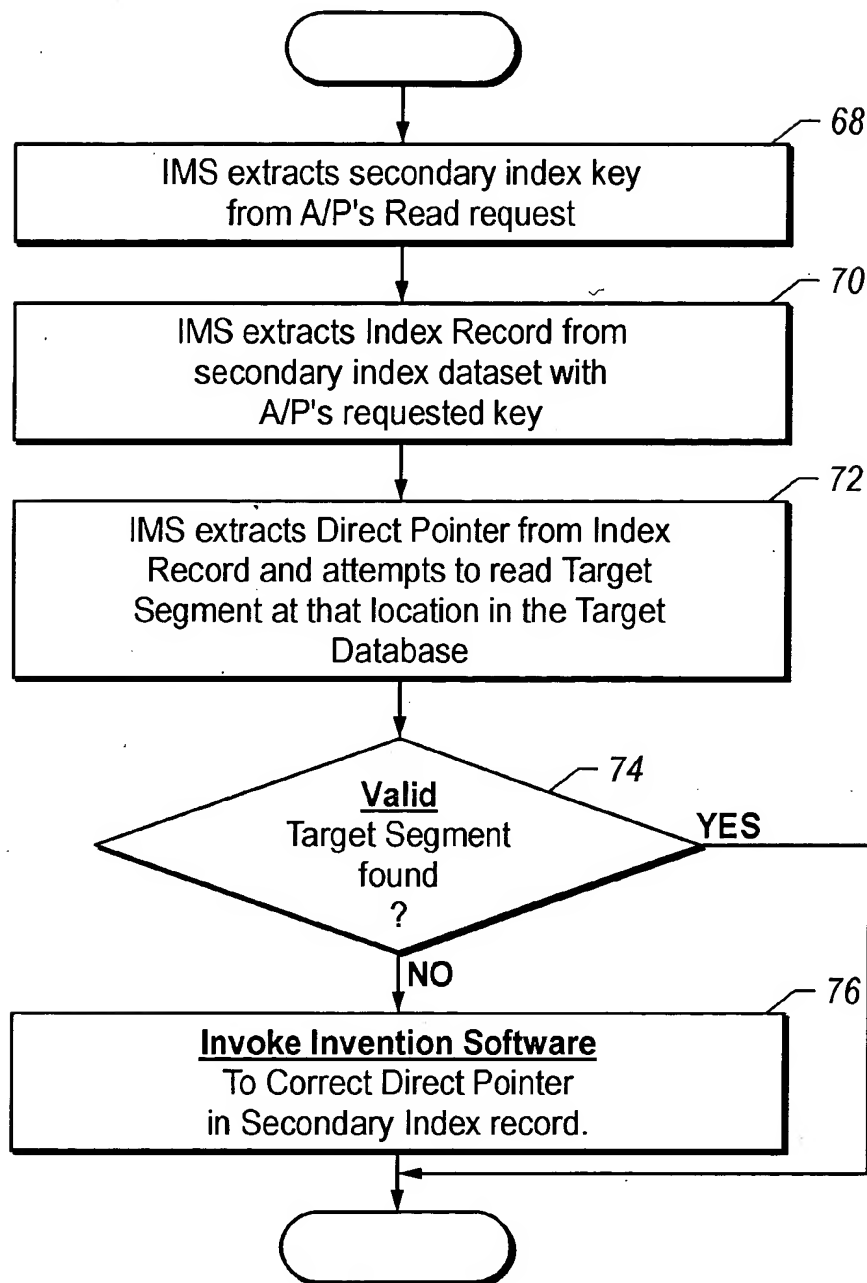 68
IMS extracts secondary index key
from A/P's Read request
70
IMS extracts Index Record from
secondary index dataset with
A/P's requested key
72
IMS extracts Direct Pointer from Index
Record and attempts to read Target
Segment at that location in the Target
Database
74
Valid
Target Segment
found
?
YES
NO
76
Invoke Invention Software
To Correct Direct Pointer
in Secondary Index record.